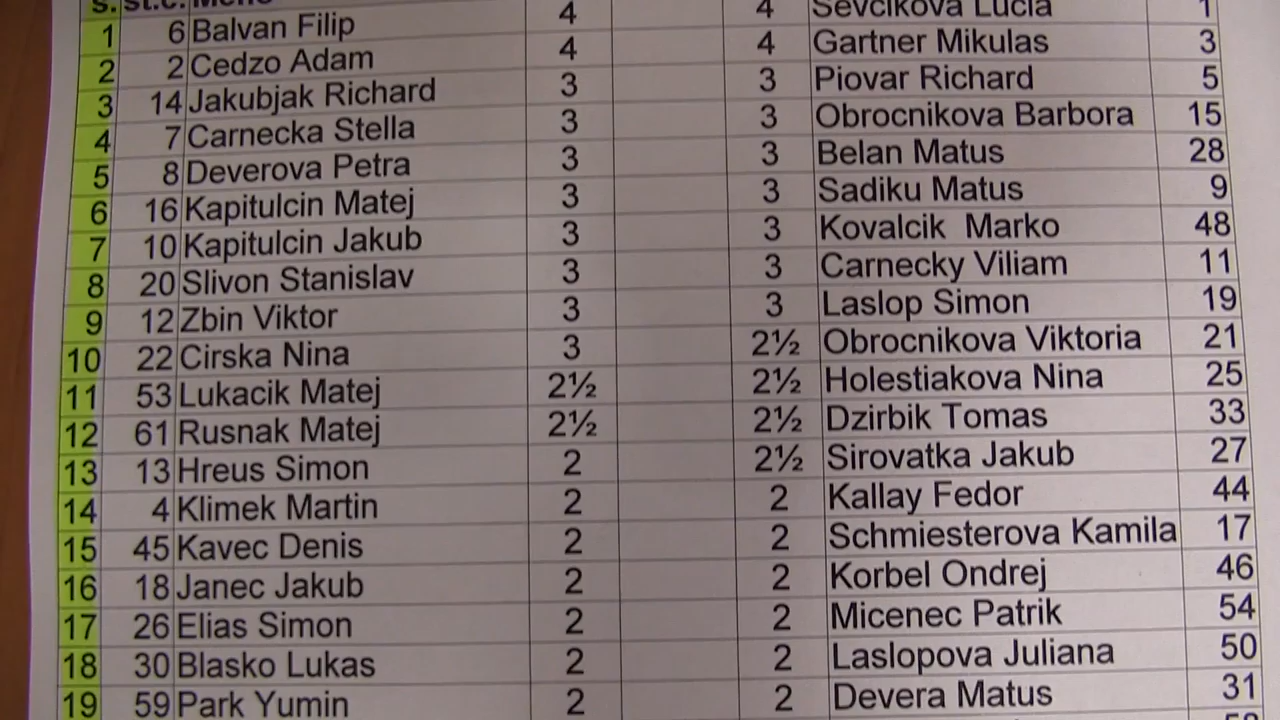 s. st.č. Meno
1 6 Balvan Filip 4 4 Sevcikova Lucia 1
2 2 Cedzo Adam 4 4 Gartner Mikulas 3
3 14 Jakubjak Richard 3 3 Piovar Richard 5
4 7 Carnecka Stella 3 3 Obrocnikova Barbora 15
5 8 Deverova Petra 3 3 Belan Matus 28
6 16 Kapitulcin Matej 3 3 Sadiku Matus 9
7 10 Kapitulcin Jakub 3 3 Kovalcik Marko 48
8 20 Slivon Stanislav 3 3 Carnecky Viliam 11
9 12 Zbin Viktor 3 3 Laslop Simon 19
10 22 Cirska Nina 3 2½ Obrocnikova Viktoria 21
11 53 Lukacik Matej 2½ 2½ Holestiakova Nina 25
12 61 Rusnak Matej 2½ 2½ Dzirbik Tomas 33
13 13 Hreus Simon 2 2½ Sirovatka Jakub 27
14 4 Klimek Martin 2 2 Kallay Fedor 44
15 45 Kavec Denis 2 2 Schmiesterova Kamila 17
16 18 Janec Jakub 2 2 Korbel Ondrej 46
17 26 Elias Simon 2 2 Micenec Patrik 54
18 30 Blasko Lukas 2 2 Laslopova Juliana 50
19 59 Park Yumin 2 2 Devera Matus 31